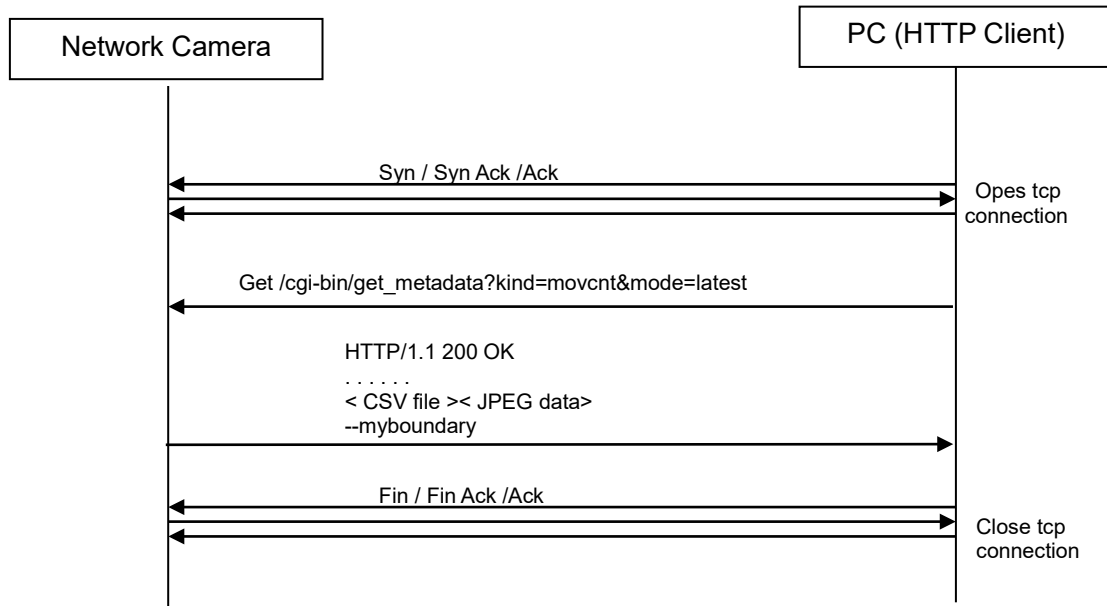 Network Camera
PC (HTTP Client)
Syn / Syn Ack /Ack
Opes tcp
connection
Get /cgi-bin/get_metadata?kind=movcnt&mode=latest
HTTP/1.1 200 OK
. . . . . .
< CSV file >< JPEG data>
--myboundary
Fin / Fin Ack /Ack
Close tcp
connection